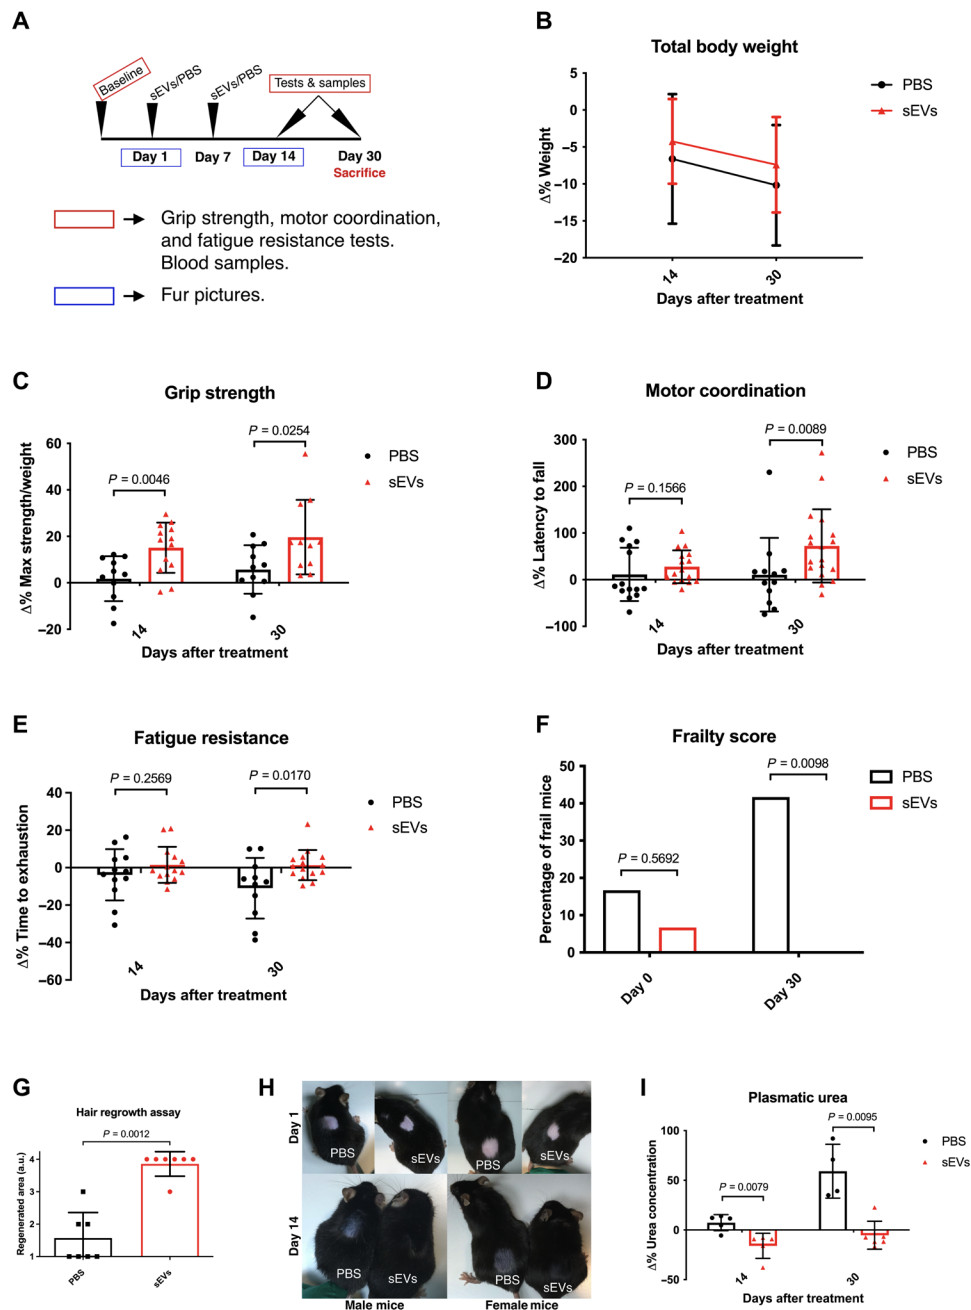 A
Baseline
sEVs/PBS
sEVs/PBS
Tests & samples
Day 1
Day 7
Day 14
Day 30
Sacrifice
Grip strength, motor coordination,
and fatigue resistance tests.
Blood samples.
Fur pictures.
B
Total body weight
Δ% Weight
5
0
–5
–10
–15
–20
14
30
Days after treatment
PBS
sEVs
C
Grip strength
Δ% Max strength/weight
60
40
20
0
–20
P = 0.0046
P = 0.0254
14
30
Days after treatment
PBS
sEVs
D
Motor coordination
Δ% Latency to fall
300
200
100
0
–100
P = 0.1566
P = 0.0089
14
30
Days after treatment
PBS
sEVs
E
Fatigue resistance
Δ% Time to exhaustion
40
20
0
–20
–40
–60
P = 0.2569
P = 0.0170
14
30
Days after treatment
PBS
sEVs
F
Frailty score
Percentage of frail mice
50
40
30
20
10
0
P = 0.5692
P = 0.0098
Day 0
Day 30
PBS
sEVs
G
Hair regrowth assay
Regenerated area (a.u.)
4
3
2
1
P = 0.0012
PBS
sEVs
H
Day 1
PBS
sEVs
PBS
sEVs
Day 14
PBS
sEVs
PBS
sEVs
Male mice
Female mice
I
Plasmatic urea
Δ% Urea concentration
100
50
0
–50
P = 0.0079
P = 0.0095
14
30
Days after treatment
PBS
sEVs